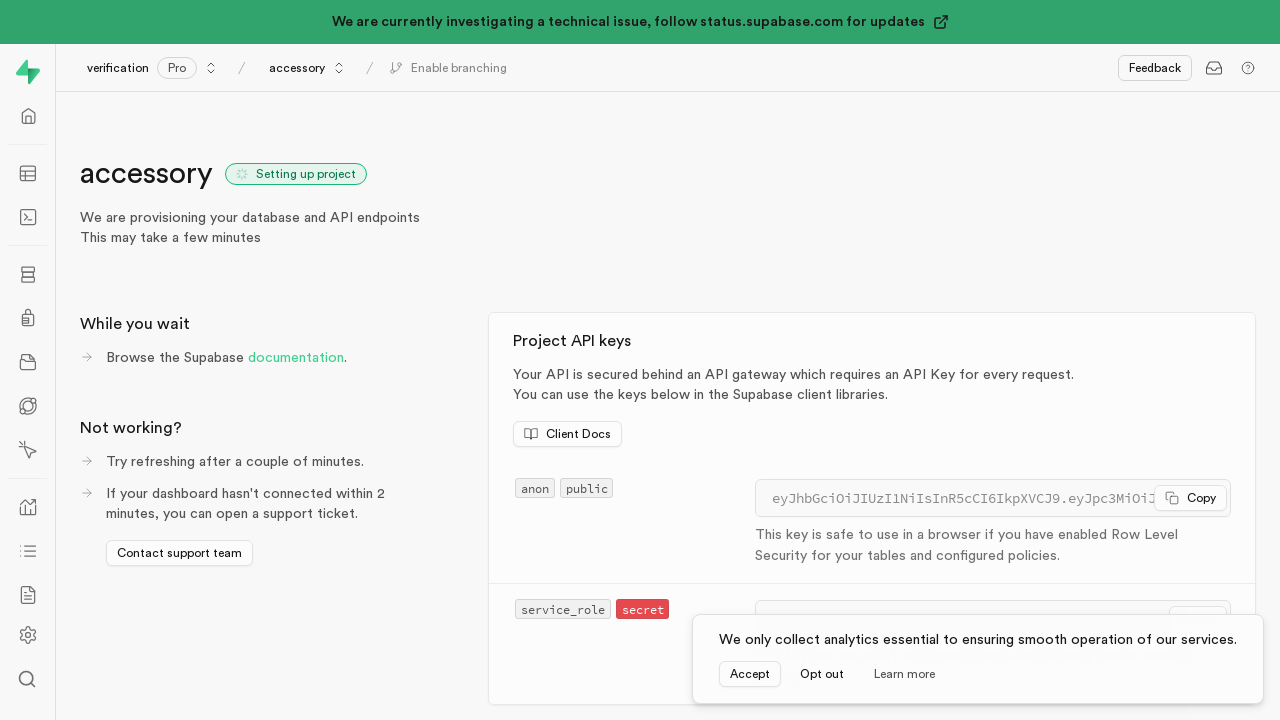 We are currently investigating a technical issue, follow status.supabase.com for updates
verification Pro / accessory / Enable branching
Feedback
accessory Setting up project
We are provisioning your database and API endpoints
This may take a few minutes
While you wait
Browse the Supabase documentation.
Not working?
Try refreshing after a couple of minutes.
If your dashboard hasn't connected within 2
minutes, you can open a support ticket.
Contact support team
Project API keys
Your API is secured behind an API gateway which requires an API Key for every request.
You can use the keys below in the Supabase client libraries.
Client Docs
anon public
eyJhbGciOiJIUzI1NiIsInR5cCI6IkpXVCJ9.eyJpc3MiOiJ Copy
This key is safe to use in a browser if you have enabled Row Level
Security for your tables and configured policies.
service_role secret
We only collect analytics essential to ensuring smooth operation of our services.
Accept Opt out Learn more